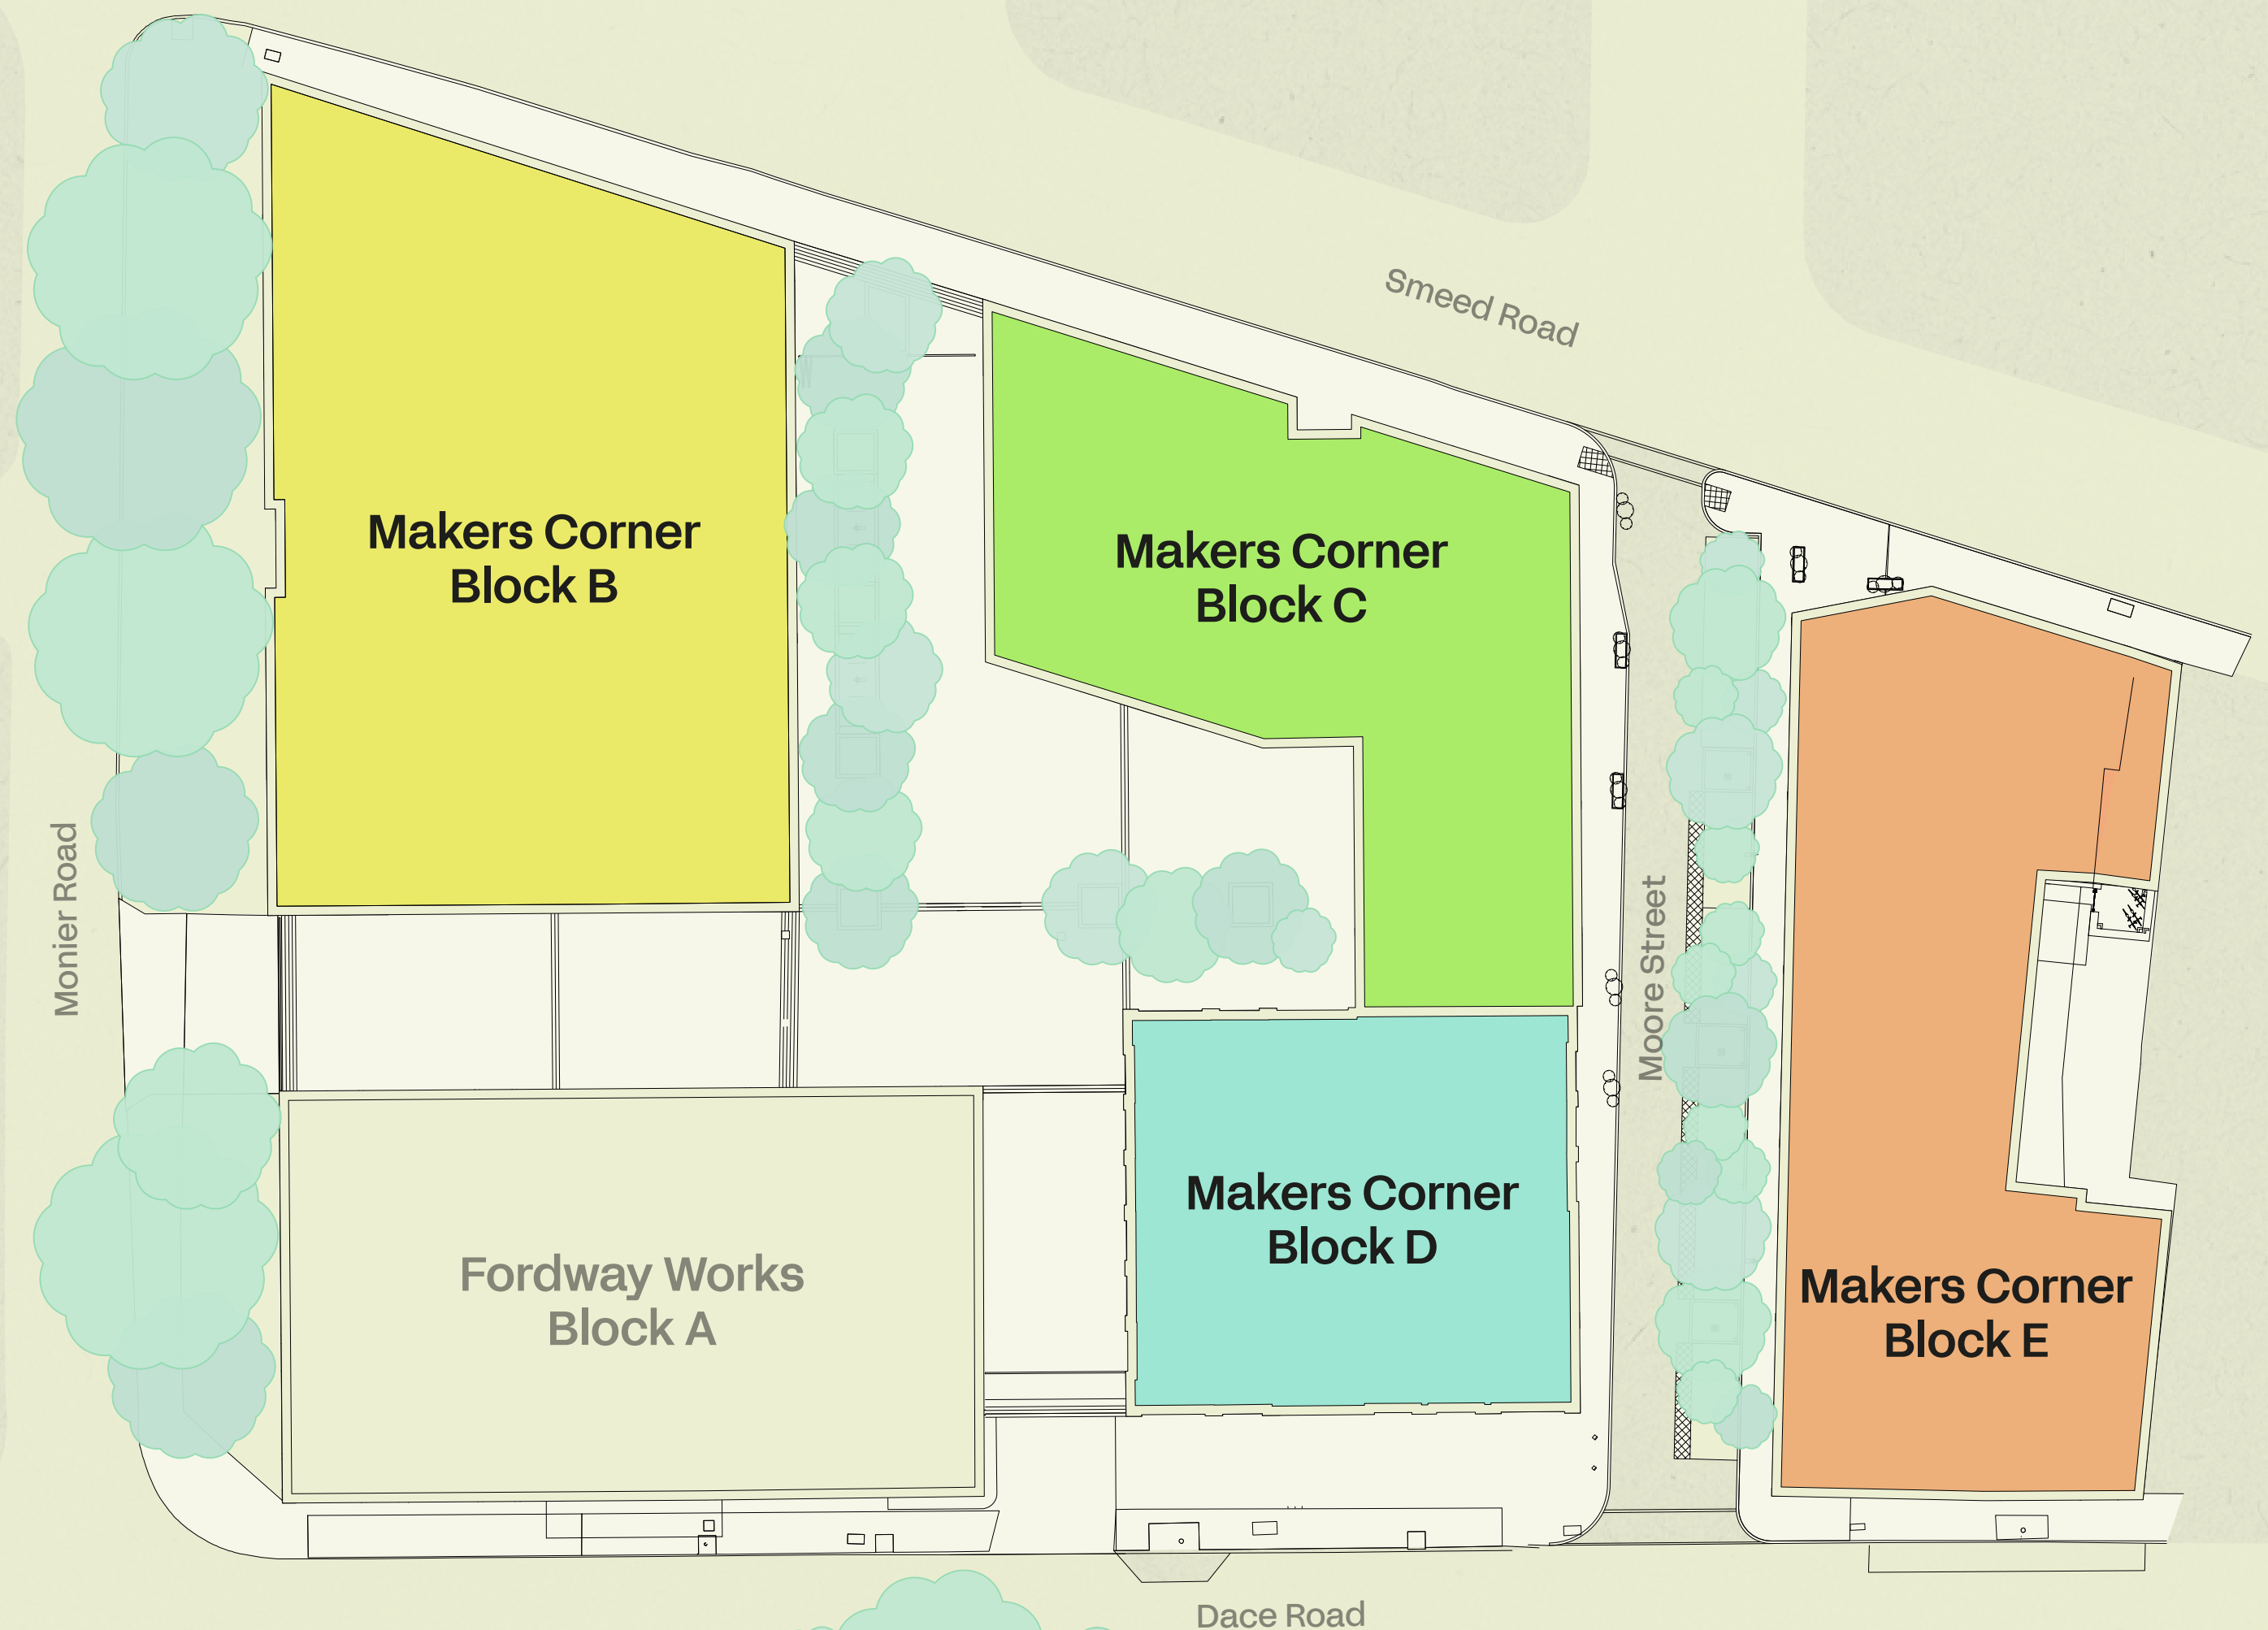 Smeed Road
Makers Corner
Block B
Makers Corner
Block C
Monier Road
Moore Street
Makers Corner
Block D
Fordway Works
Block A
Makers Corner
Block E
Dace Road